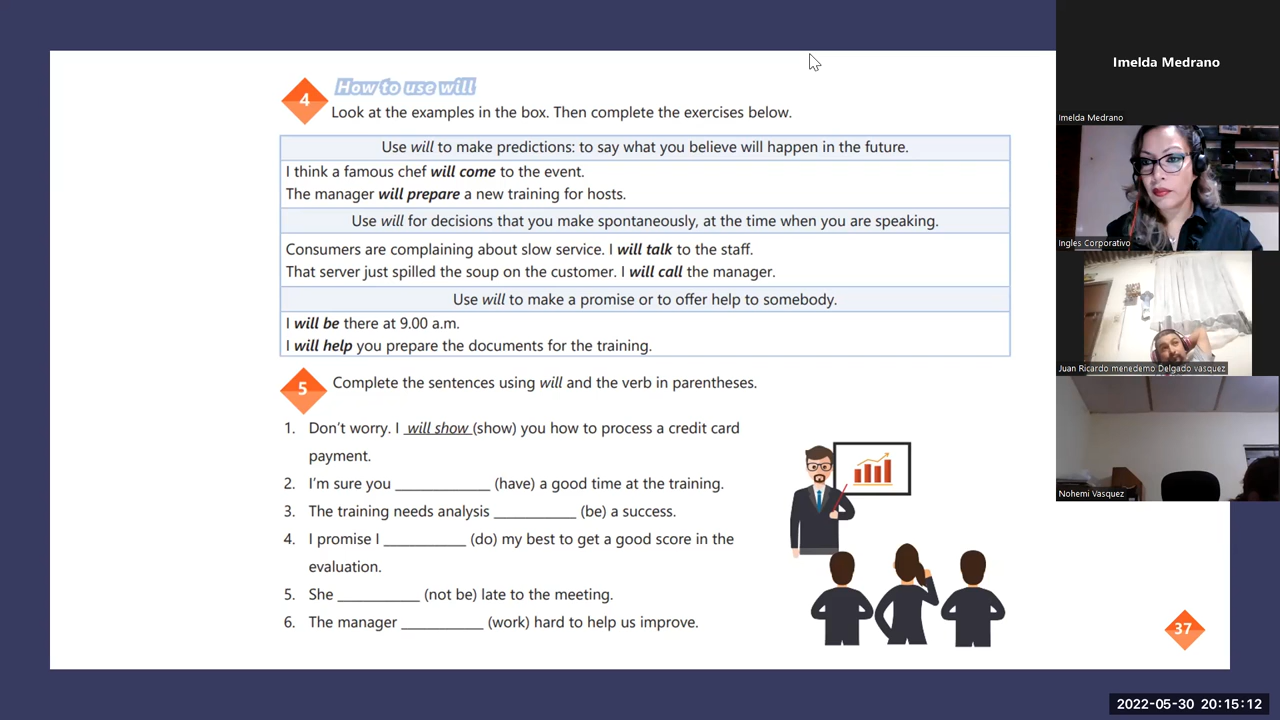 4
How to use will
Look at the examples in the box. Then complete the exercises below.
Use will to make predictions: to say what you believe will happen in the future.
I think a famous chef will come to the event.
The manager will prepare a new training for hosts.
Use will for decisions that you make spontaneously, at the time when you are speaking.
Consumers are complaining about slow service. I will talk to the staff.
That server just spilled the soup on the customer. I will call the manager.
Use will to make a promise or to offer help to somebody.
I will be there at 9.00 a.m.
I will help you prepare the documents for the training.
5
Complete the sentences using will and the verb in parentheses.
1. Don't worry. I will show (show) you how to process a credit card
payment.
2. I'm sure you ____________ (have) a good time at the training.
3. The training needs analysis __________ (be) a success.
4. I promise I __________ (do) my best to get a good score in the
evaluation.
5. She __________ (not be) late to the meeting.
6. The manager __________ (work) hard to help us improve.
37
Imelda Medrano
Imelda Medrano
Ingles Corporativo
Juan Ricardo menedemo Delgado vasquez
Nohemi Vasquez
2022-05-30 20:15:12